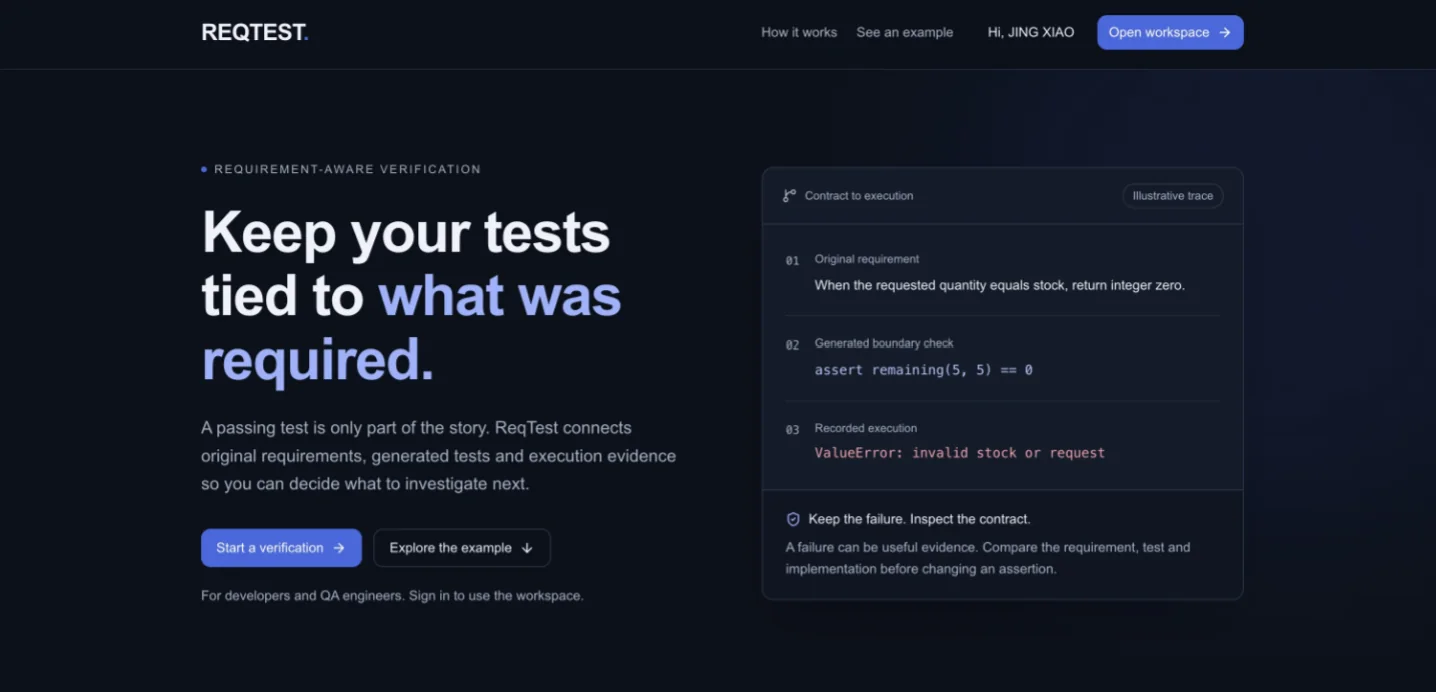 REQTEST.
How it works
See an example
Hi, JING XIAO
Open workspace →
REQUIREMENT-AWARE VERIFICATION
Keep your tests
tied to what was
required.
A passing test is only part of the story. ReqTest connects
original requirements, generated tests and execution evidence
so you can decide what to investigate next.
Start a verification →
Explore the example ↓
For developers and QA engineers. Sign in to use the workspace.
Contract to execution
Illustrative trace
01 Original requirement
When the requested quantity equals stock, return integer zero.
02 Generated boundary check
assert remaining(5, 5) == 0
03 Recorded execution
ValueError: invalid stock or request
Keep the failure. Inspect the contract.
A failure can be useful evidence. Compare the requirement, test and
implementation before changing an assertion.